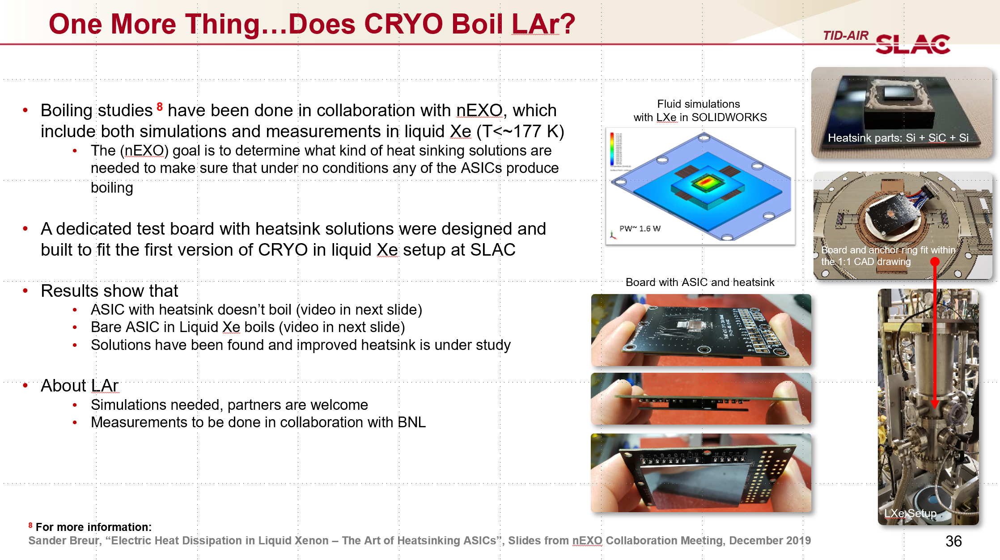 One More Thing…Does CRYO Boil LAr?
TID-AIR
SLAC
• Boiling studies 8 have been done in collaboration with nEXO, which
include both simulations and measurements in liquid Xe (T<~177 K)
• The (nEXO) goal is to determine what kind of heat sinking solutions are
needed to make sure that under no conditions any of the ASICs produce
boiling
• A dedicated test board with heatsink solutions were designed and
built to fit the first version of CRYO in liquid Xe setup at SLAC
• Results show that
• ASIC with heatsink doesn’t boil (video in next slide)
• Bare ASIC in Liquid Xe boils (video in next slide)
• Solutions have been found and improved heatsink is under study
• About LAr
• Simulations needed, partners are welcome
• Measurements to be done in collaboration with BNL
Fluid simulations
with LXe in SOLIDWORKS
PW~ 1.6 W
Heatsink parts: Si + SiC + Si
Board and anchor ring fit within
the 1:1 CAD drawing
Board with ASIC and heatsink
LXe Setup
8 For more information:
Sander Breur, “Electric Heat Dissipation in Liquid Xenon – The Art of Heatsinking ASICs”, Slides from nEXO Collaboration Meeting, December 2019
36